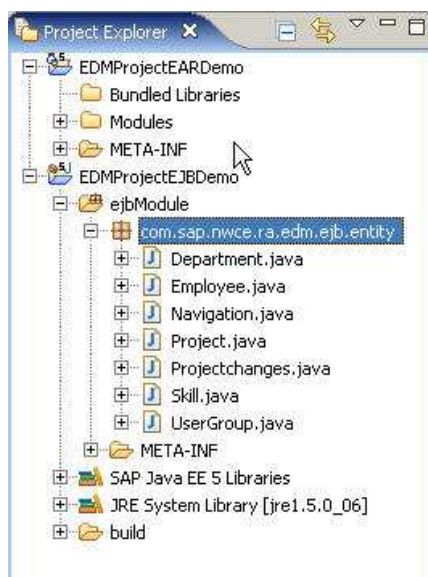 Project Explorer
EDMProjectEARDemo
Bundled Libraries
Modules
META-INF
EDMProjectEJBDemo
ejbModule
com.sap.nwce.ra.edm.ejb.entity
Department.java
Employee.java
Navigation.java
Project.java
Projectchanges.java
Skill.java
UserGroup.java
META-INF
SAP Java EE 5 Libraries
JRE System Library [jre1.5.0_06]
build